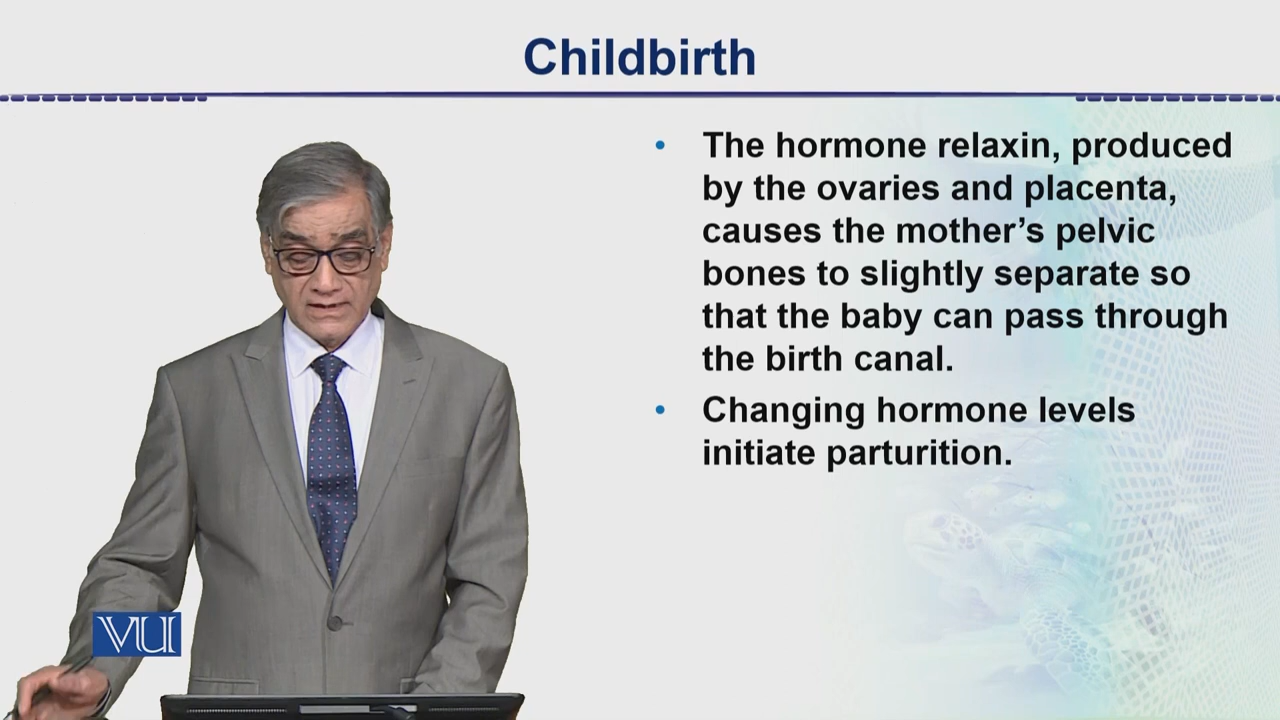 Childbirth
• The hormone relaxin, produced
by the ovaries and placenta,
causes the mother’s pelvic
bones to slightly separate so
that the baby can pass through
the birth canal.
• Changing hormone levels
initiate parturition.
VU